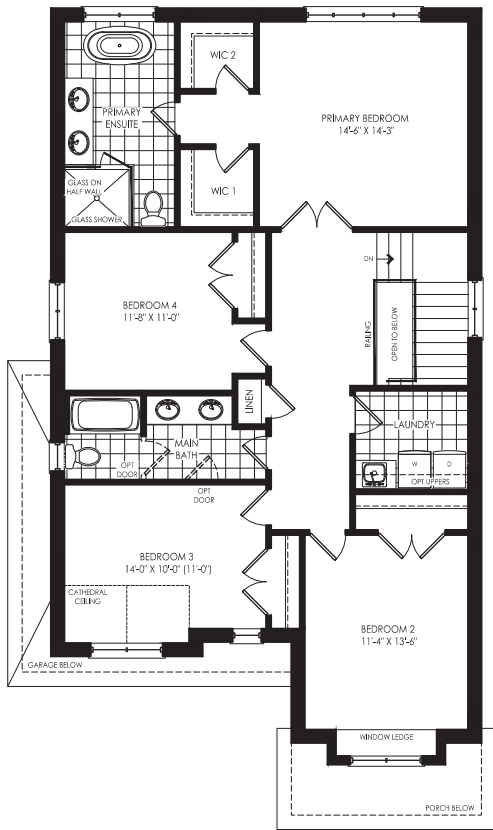 WIC 2
PRIMARY
ENSUITE
PRIMARY BEDROOM
14'-6" X 14'-3"
GLASS ON
HALF WALL
WIC 1
GLASS SHOWER
DN
BEDROOM 4
11'-8" X 11'-0"
RAILING
OPEN TO BELOW
LINEN
LAUNDRY
MAIN
BATH
OPT
DOOR
W
D
OPT UPPERS
OPT
DOOR
BEDROOM 3
14'-0" X 10'-0" (11'-0")
CATHEDRAL
CEILING
BEDROOM 2
11'-4" X 13'-6"
GARAGE BELOW
WINDOW LEDGE
PORCH BELOW